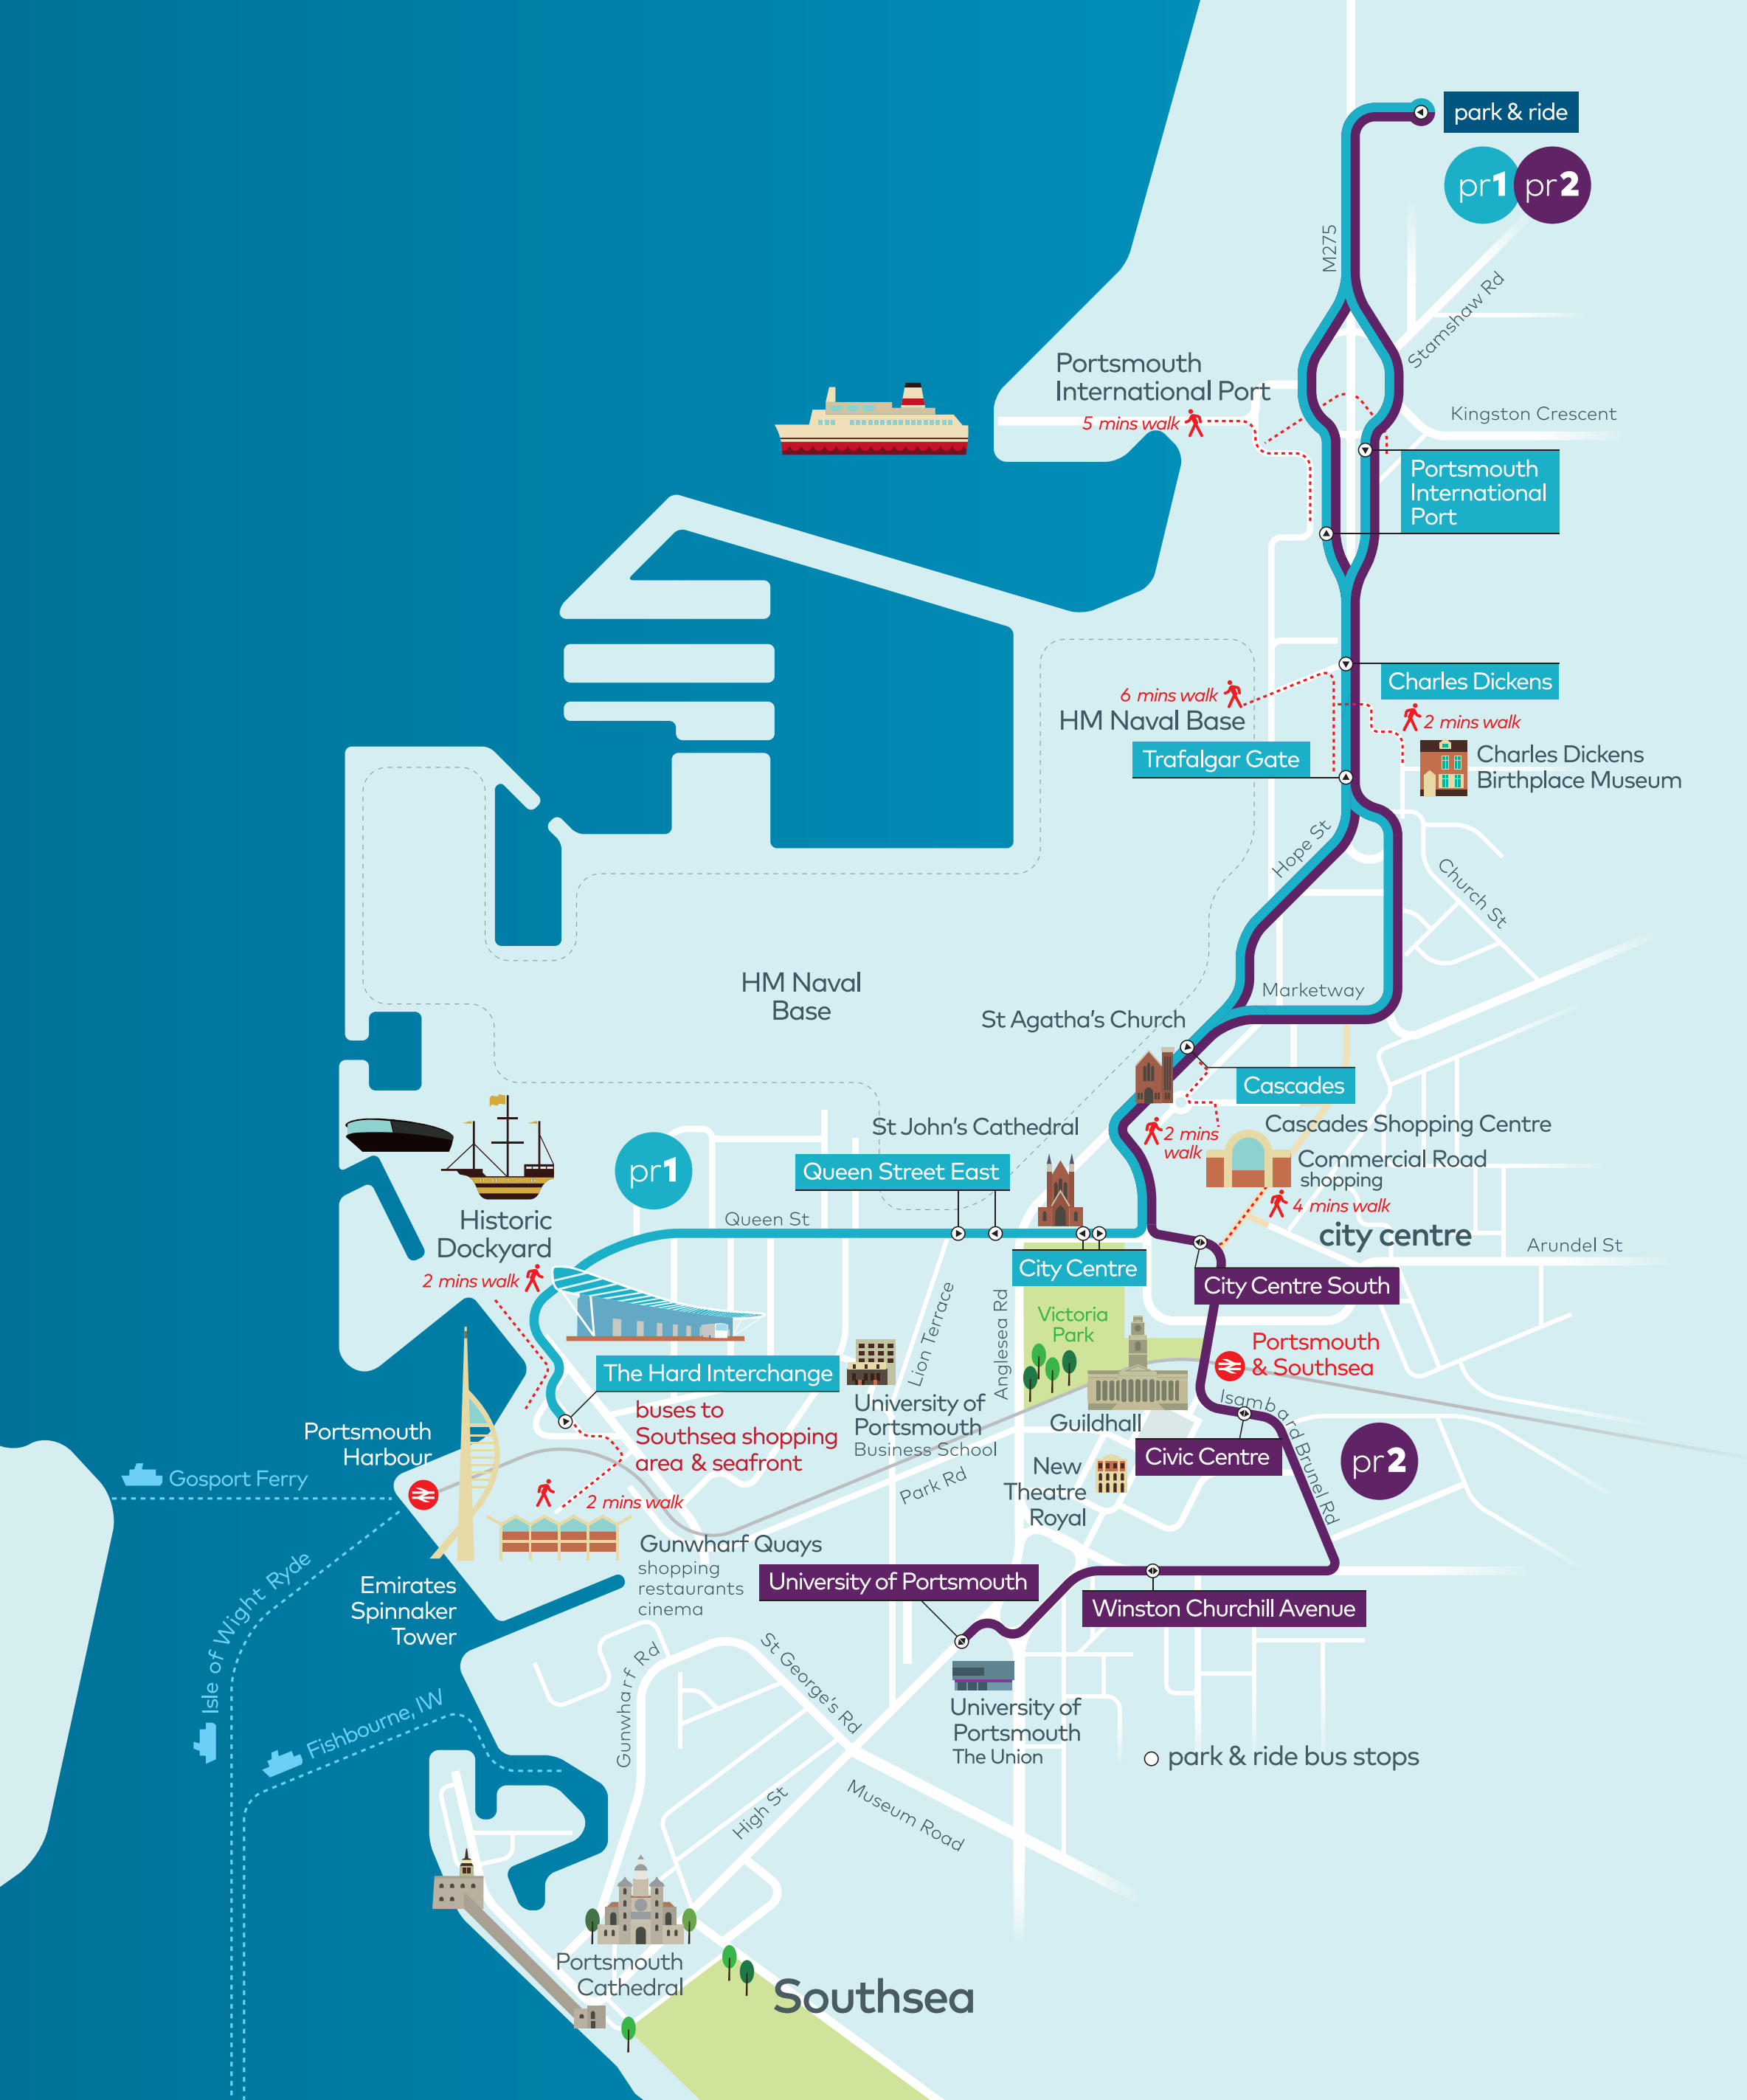 park & ride
pr1 pr2
M275
Stamshaw Rd
Portsmouth
International Port
5 mins walk
Kingston Crescent
Portsmouth
International
Port
Charles Dickens
6 mins walk
HM Naval Base
2 mins walk
Trafalgar Gate
Charles Dickens
Birthplace Museum
Hope St
Church St
HM Naval
Base
Marketway
St Agatha's Church
Cascades
St John's Cathedral
2 mins
walk
Cascades Shopping Centre
Commercial Road
shopping
4 mins walk
pr1
Queen Street East
Queen St
Historic
Dockyard
2 mins walk
city centre
Arundel St
City Centre
City Centre South
Lion Terrace
Anglesea Rd
Victoria
Park
Portsmouth
& Southsea
The Hard Interchange
University of
Portsmouth
Business School
Guildhall
Isambard Brunel Rd
buses to
Southsea shopping
area & seafront
Portsmouth
Harbour
Gosport Ferry
Civic Centre
pr2
New
Theatre
Royal
Park Rd
2 mins walk
Gunwharf Quays
shopping
restaurants
cinema
Emirates
Spinnaker
Tower
University of Portsmouth
Winston Churchill Avenue
Isle of Wight Ryde
Fishbourne, IW
Gunwharf Rd
St George's Rd
University of
Portsmouth
The Union
park & ride bus stops
High St
Museum Road
Portsmouth
Cathedral
Southsea